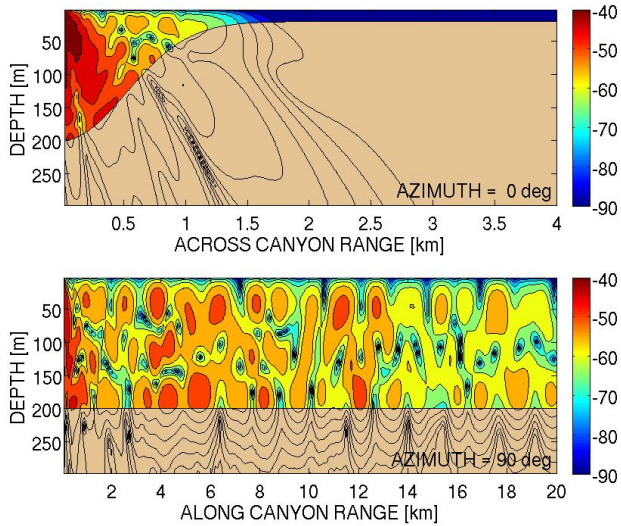 -40
50
-50
DEPTH [m]
100
-60
150
-70
200
-80
250
AZIMUTH = 0 deg
-90
0.5 1 1.5 2 2.5 3 3.5 4
ACROSS CANYON RANGE [km]
-40
50
-50
DEPTH [m]
100
-60
150
-70
200
-80
250
AZIMUTH = 90 deg
-90
2 4 6 8 10 12 14 16 18 20
ALONG CANYON RANGE [km]